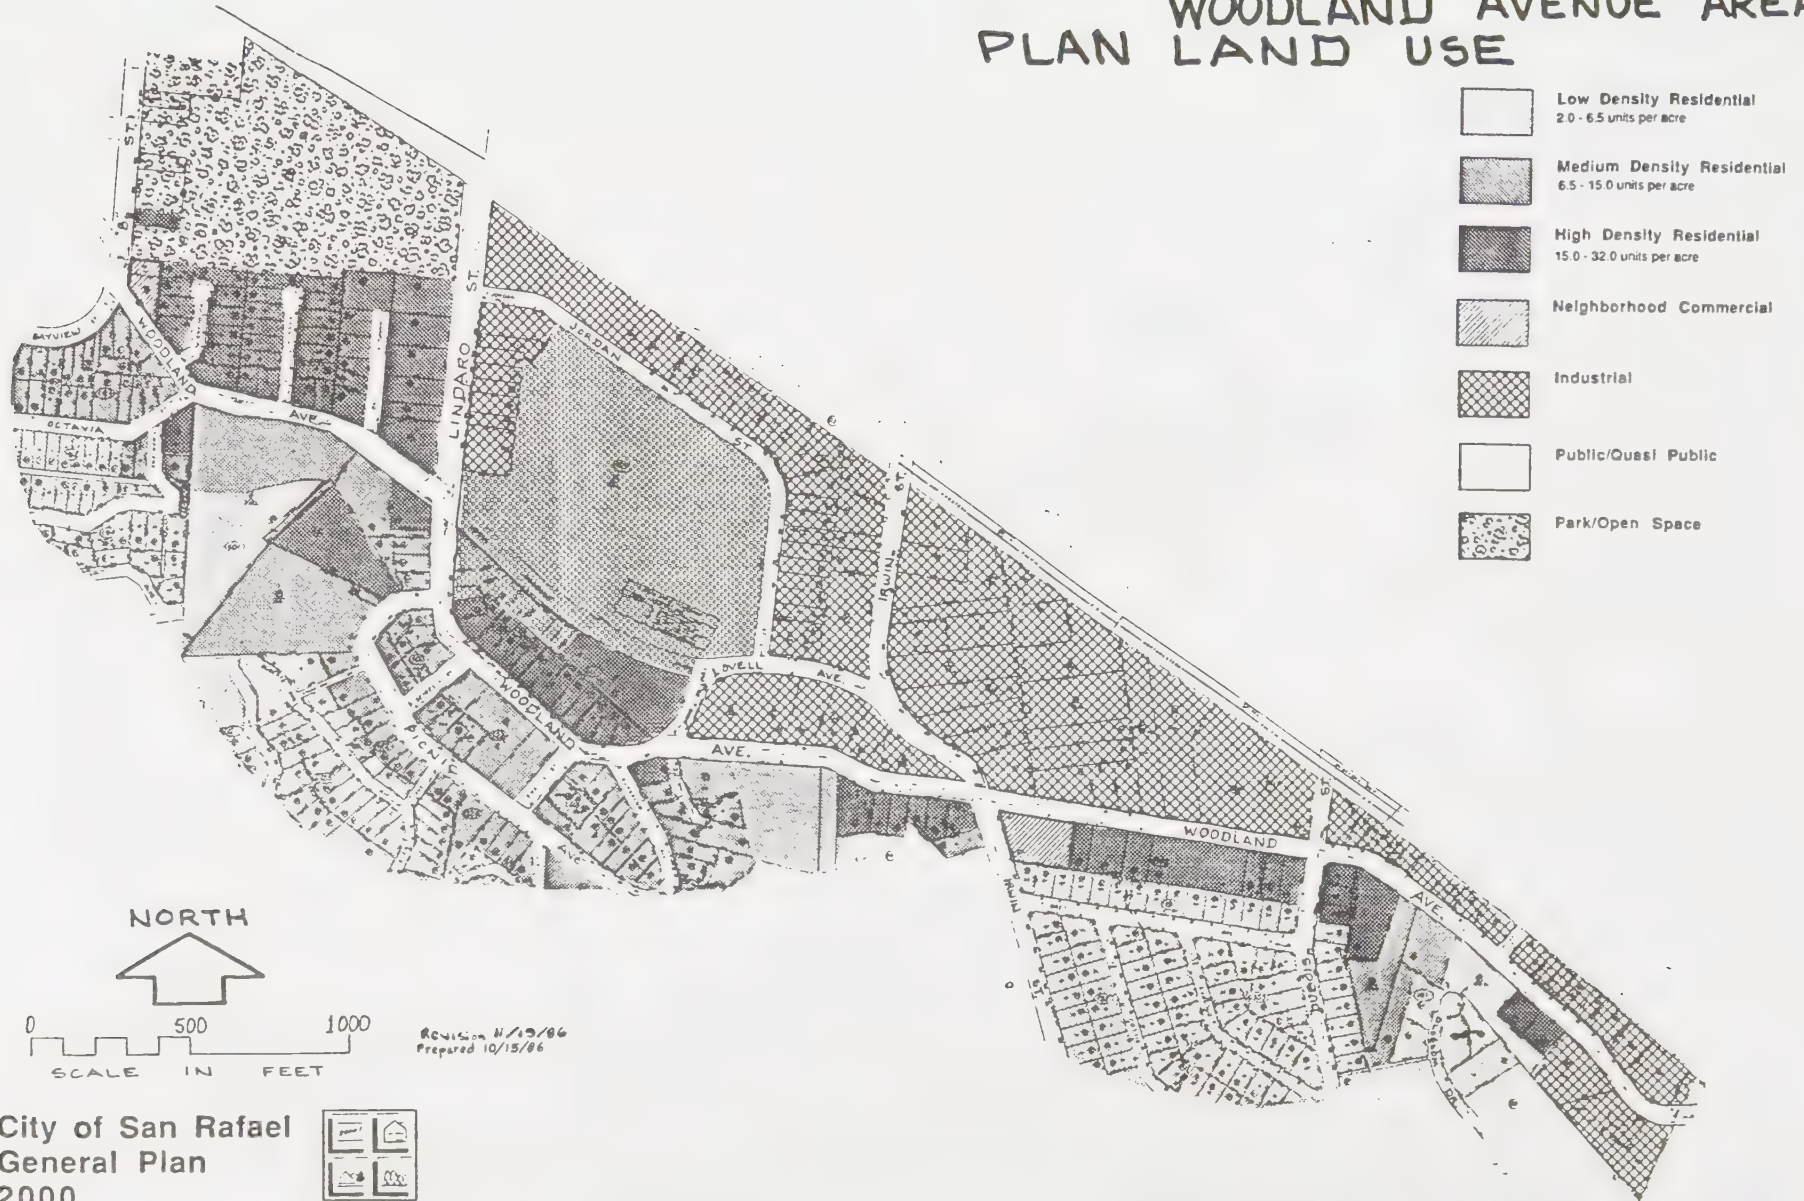 WOODLAND AVENUE AREA
PLAN LAND USE
Low Density Residential
2.0 - 6.5 units per acre
Medium Density Residential
6.5 - 15.0 units per acre
High Density Residential
15.0 - 32.0 units per acre
Neighborhood Commercial
Industrial
Public/Quasi Public
Park/Open Space
ST.
B
LINDARO
ST.
BAYVIEW
WOODLAND
AVE.
OCTAVIA
JORDAN
ST
IRWIN
ST.
LOVELL
AVE.
WOODLAND
AVE.
PICNIC
AVE
WOODLAND
AVE.
ST.
IRWIN
ST.
DR.
NORTH
0 500 1000
SCALE IN FEET
Revision 11/19/86
Prepared 10/15/86
City of San Rafael
General Plan
2000